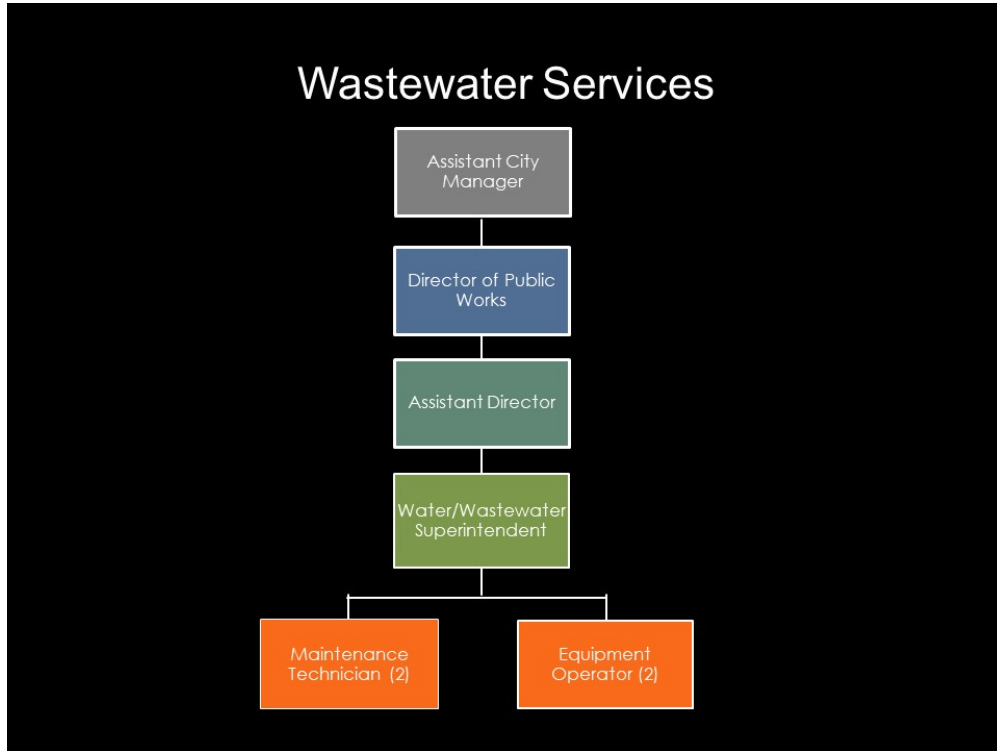 Wastewater Services
Assistant City
Manager
Director of Public
Works
Assistant Director
Water/Wastewater
Superintendent
Maintenance
Technician (2)
Equipment
Operator (2)